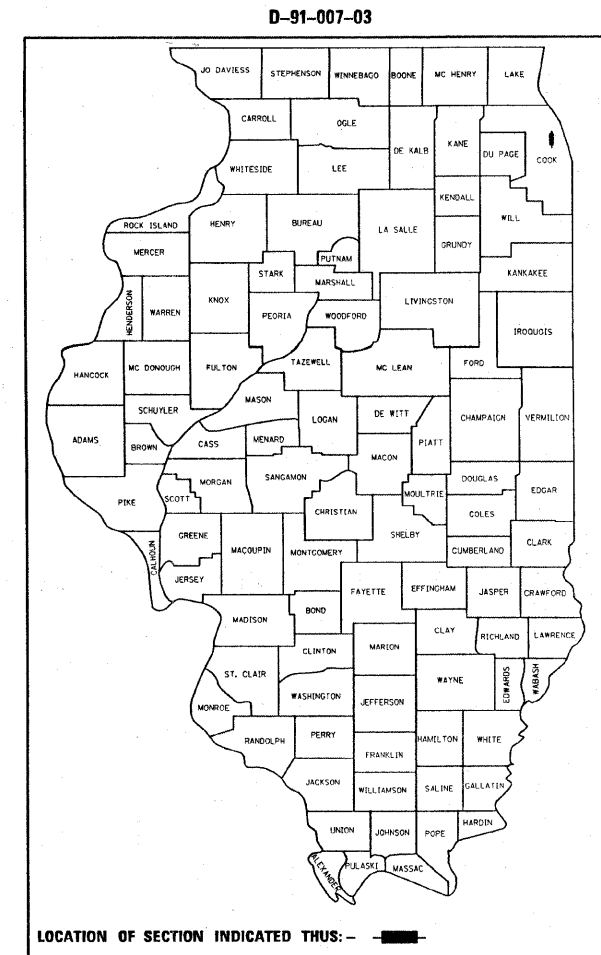 D-91-007-03
JO DAVIESS STEPHENSON WINNEBAGO BOONE MC HENRY LAKE
CARROLL OGLE
DE KALB KANE DU PAGE COOK
WHITESIDE LEE
KENDALL
ROCK ISLAND HENRY BUREAU LA SALLE WILL
MERCER PUTNAM GRUNDY
STARK MARSHALL KANKAKEE
HENDERSON WARREN KNOX PEORIA WOODFORD LIVINGSTON IROQUOIS
HANCOCK MC DONOUGH FULTON TAZEWELL MC LEAN FORD
MASON
SCHUYLER LOGAN DE WITT CHAMPAIGN VERMILION
ADAMS BROWN CASS MENARD MACON PIATT
MORGAN SANGAMON DOUGLAS
PIKE SCOTT CHRISTIAN MOULTRIE EDGAR
COLES
GREENE MACOUPIN MONTGOMERY SHELBY CUMBERLAND CLARK
CALHOUN
JERSEY FAYETTE EFFINGHAM JASPER CRAWFORD
MADISON BOND
CLAY RICHLAND LAWRENCE
CLINTON MARION
ST. CLAIR WAYNE EDWARDS WABASH
WASHINGTON JEFFERSON
MONROE
RANDOLPH PERRY HAMILTON WHITE
FRANKLIN
JACKSON WILLIAMSON SALINE GALLATIN
HARDIN
UNION JOHNSON POPE
ALEXANDER PULASKI MASSAC
LOCATION OF SECTION INDICATED THUS: -